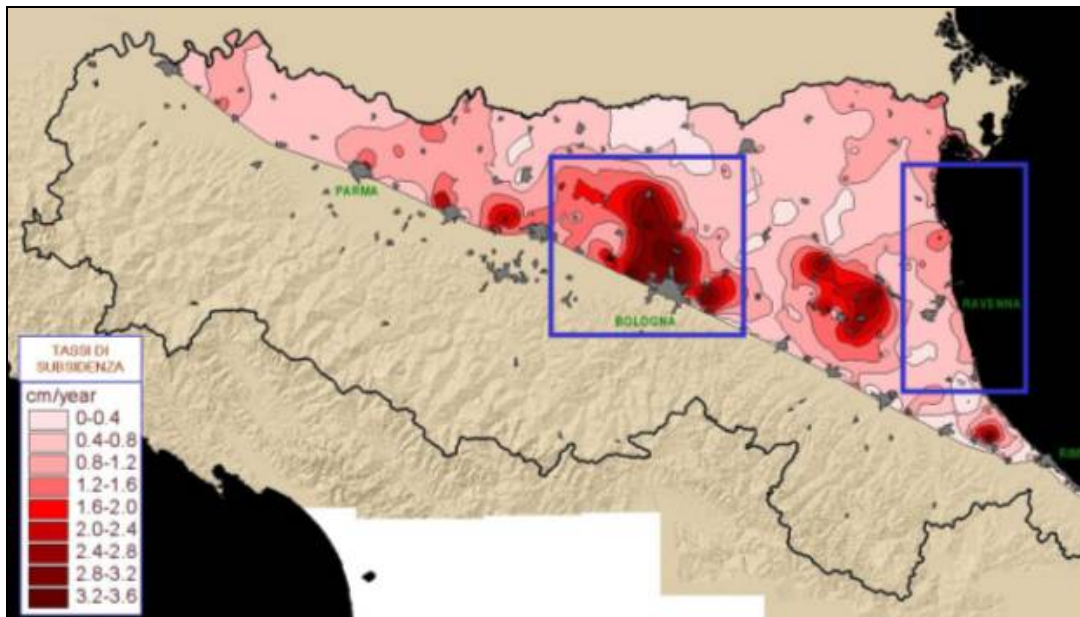 PARMA
BOLOGNA
RAVENNA
TASSI DI
SUBSIDENZA
cm/year
0-0.4
0.4-0.8
0.8-1.2
1.2-1.6
1.6-2.0
2.0-2.4
2.4-2.8
2.8-3.2
3.2-3.6